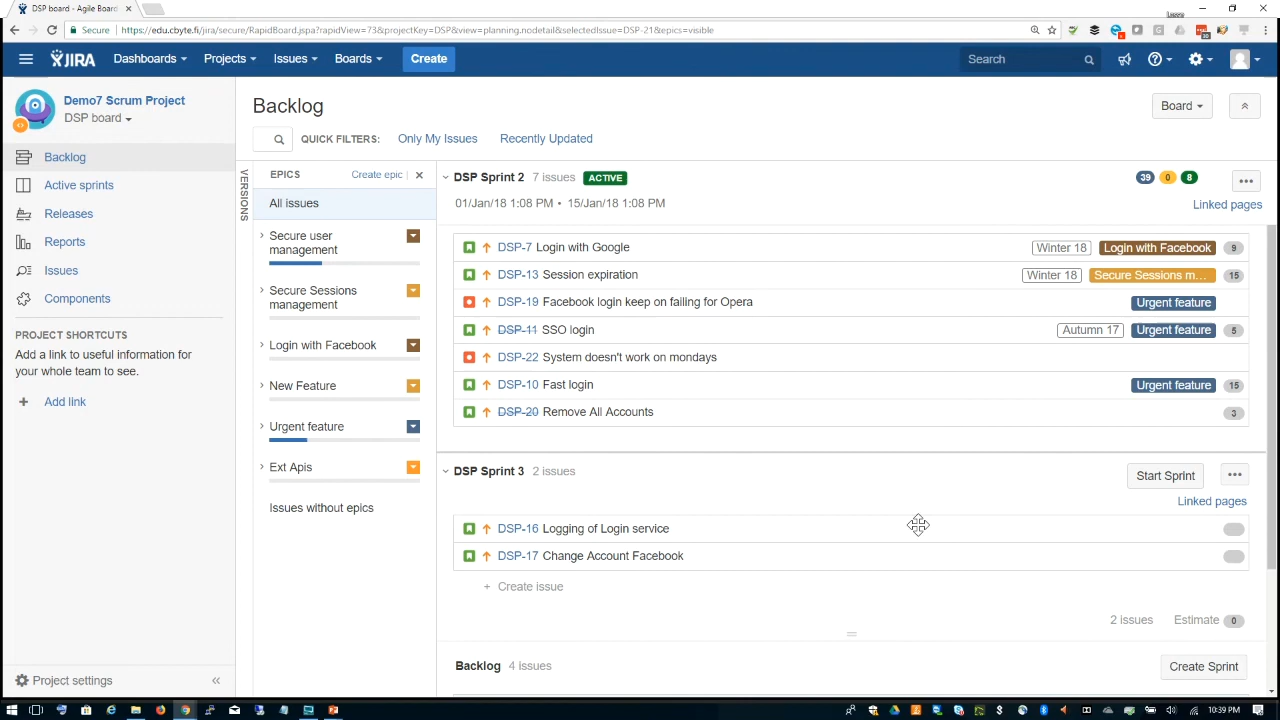 DSP board - Agile Board
Secure
https://edu.cbyte.fi/jira/secure/RapidBoard.jspa?rapidView=73&projectKey=DSP&view=planning.nodetail&selectedIssue=DSP-21&epics=visible
JIRA
Dashboards
Projects
Issues
Boards
Create
Search
Demo7 Scrum Project
DSP board
Backlog
Active sprints
Releases
Reports
Issues
Components
PROJECT SHORTCUTS
Add a link to useful information for
your whole team to see.
+ Add link
Project settings
Backlog
Board
QUICK FILTERS: Only My Issues Recently Updated
VERSIONS
EPICS Create epic
All issues
Secure user
management
Secure Sessions
management
Login with Facebook
New Feature
Urgent feature
Ext Apis
Issues without epics
DSP Sprint 2 7 issues ACTIVE 39 0 8
01/Jan/18 1:08 PM • 15/Jan/18 1:08 PM
Linked pages
DSP-7 Login with Google Winter 18 Login with Facebook 9
DSP-13 Session expiration Winter 18 Secure Sessions m... 15
DSP-19 Facebook login keep on failing for Opera Urgent feature
DSP-11 SSO login Autumn 17 Urgent feature 5
DSP-22 System doesn't work on mondays
DSP-10 Fast login Urgent feature 15
DSP-20 Remove All Accounts 3
DSP Sprint 3 2 issues Start Sprint
Linked pages
DSP-16 Logging of Login service
DSP-17 Change Account Facebook
+ Create issue
2 issues Estimate 0
Backlog 4 issues Create Sprint
10:39 PM